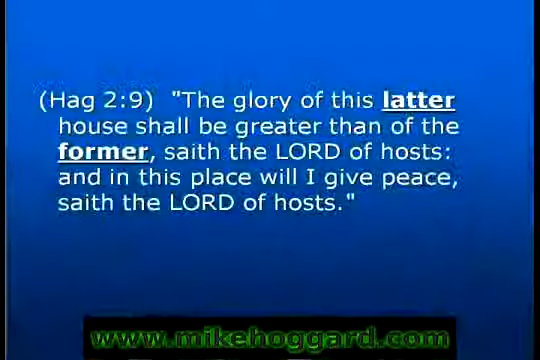 (Hag 2:9) "The glory of this latter
house shall be greater than of the
former, saith the LORD of hosts:
and in this place will I give peace,
saith the LORD of hosts."
www.mikehoggard.com